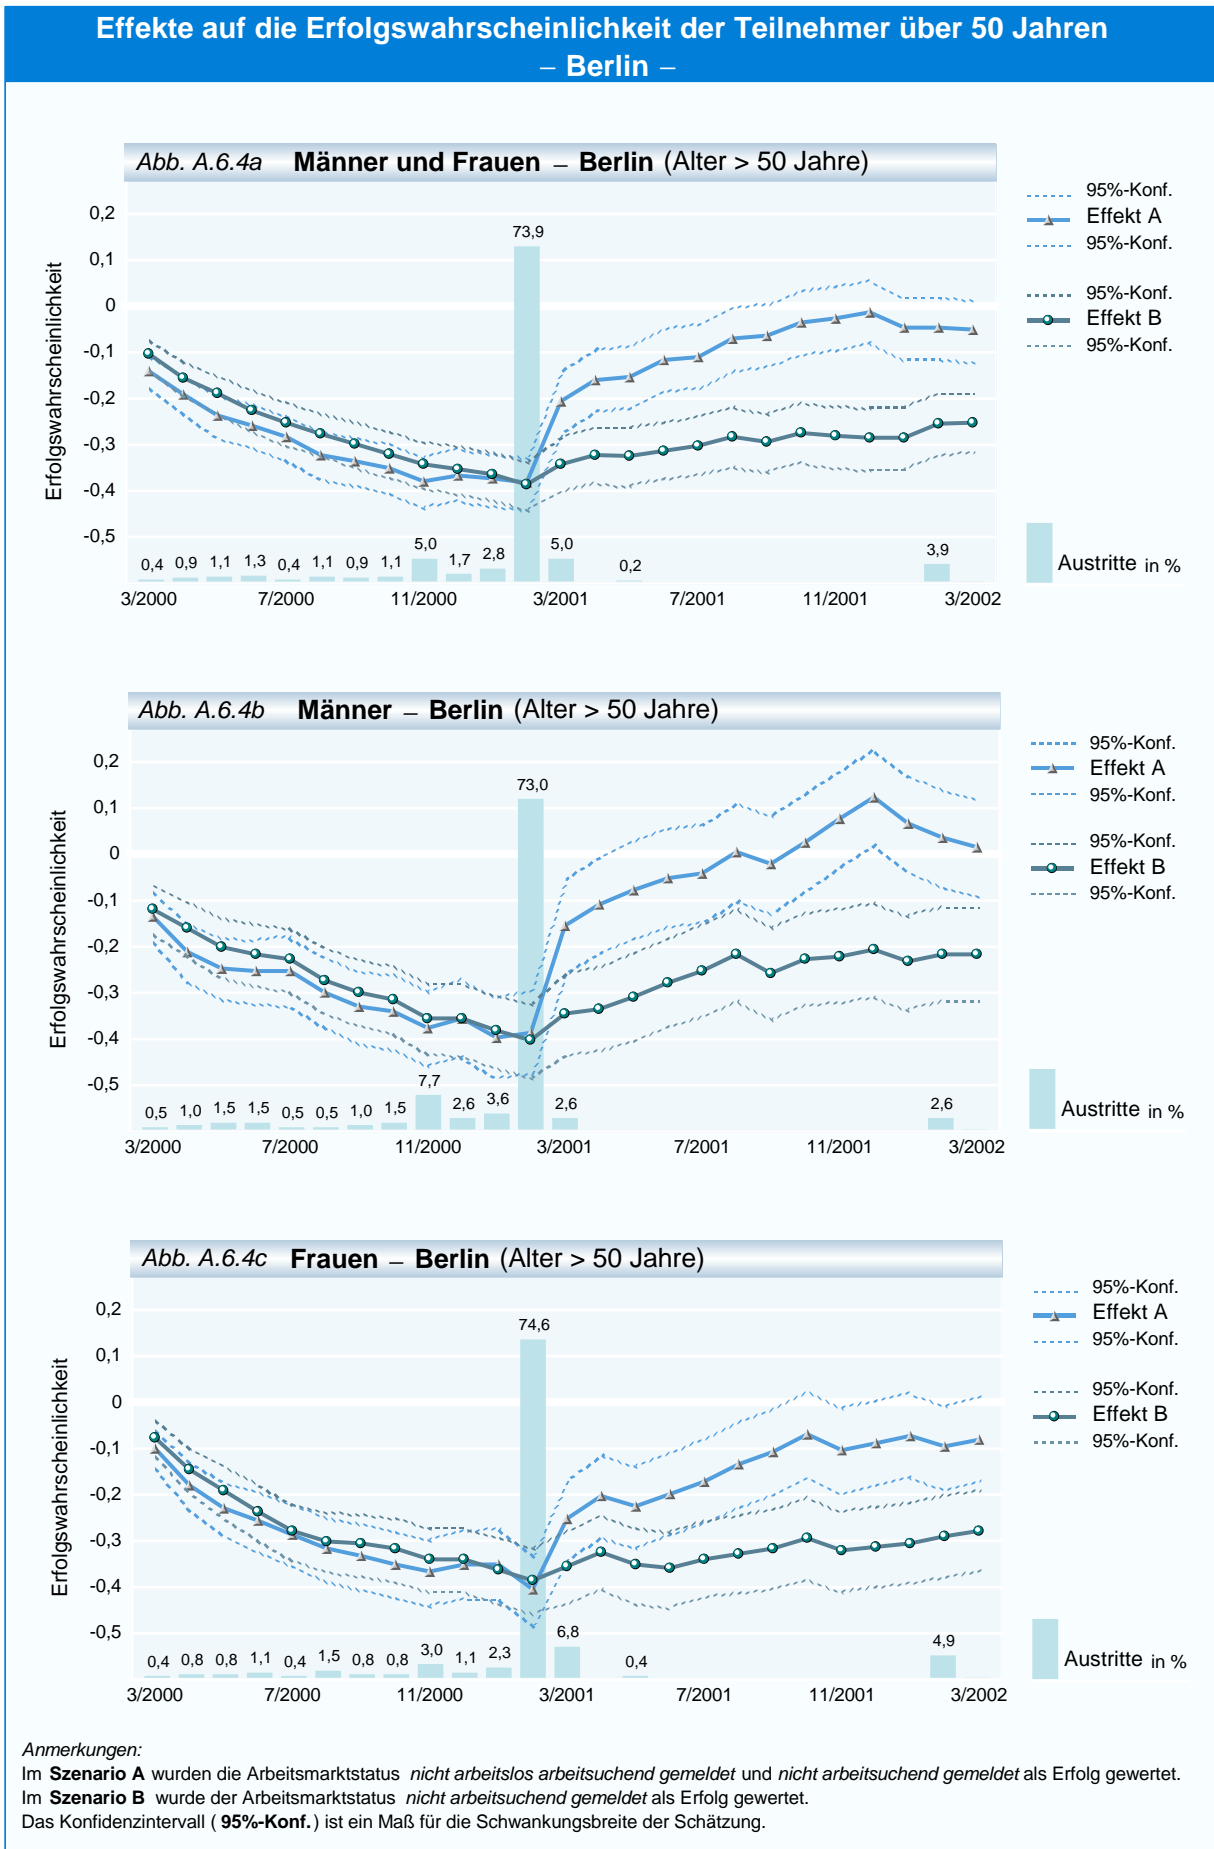 Effekte auf die Erfolgswahrscheinlichkeit der Teilnehmer über 50 Jahren
– Berlin –
Abb. A.6.4a Männer und Frauen – Berlin (Alter > 50 Jahre)
Erfolgswahrscheinlichkeit
0,2
0,1
0
-0,1
-0,2
-0,3
-0,4
-0,5
73,9
0,4 0,9 1,1 1,3 0,4 1,1 0,9 1,1 5,0 1,7 2,8 5,0 0,2 3,9
3/2000 7/2000 11/2000 3/2001 7/2001 11/2001 3/2002
95%-Konf.
Effekt A
95%-Konf.
95%-Konf.
Effekt B
95%-Konf.
Austritte in %
Abb. A.6.4b Männer – Berlin (Alter > 50 Jahre)
Erfolgswahrscheinlichkeit
0,2
0,1
0
-0,1
-0,2
-0,3
-0,4
-0,5
73,0
0,5 1,0 1,5 1,5 0,5 0,5 1,0 1,5 7,7 2,6 3,6 2,6 2,6
3/2000 7/2000 11/2000 3/2001 7/2001 11/2001 3/2002
95%-Konf.
Effekt A
95%-Konf.
95%-Konf.
Effekt B
95%-Konf.
Austritte in %
Abb. A.6.4c Frauen – Berlin (Alter > 50 Jahre)
Erfolgswahrscheinlichkeit
0,2
0,1
0
-0,1
-0,2
-0,3
-0,4
-0,5
74,6
0,4 0,8 0,8 1,1 0,4 1,5 0,8 0,8 3,0 1,1 2,3 6,8 0,4 4,9
3/2000 7/2000 11/2000 3/2001 7/2001 11/2001 3/2002
95%-Konf.
Effekt A
95%-Konf.
95%-Konf.
Effekt B
95%-Konf.
Austritte in %
Anmerkungen:
Im Szenario A wurden die Arbeitsmarktstatus nicht arbeitslos arbeitsuchend gemeldet und nicht arbeitsuchend gemeldet als Erfolg gewertet.
Im Szenario B wurde der Arbeitsmarktstatus nicht arbeitsuchend gemeldet als Erfolg gewertet.
Das Konfidenzintervall ( 95%-Konf. ) ist ein Maß für die Schwankungsbreite der Schätzung.